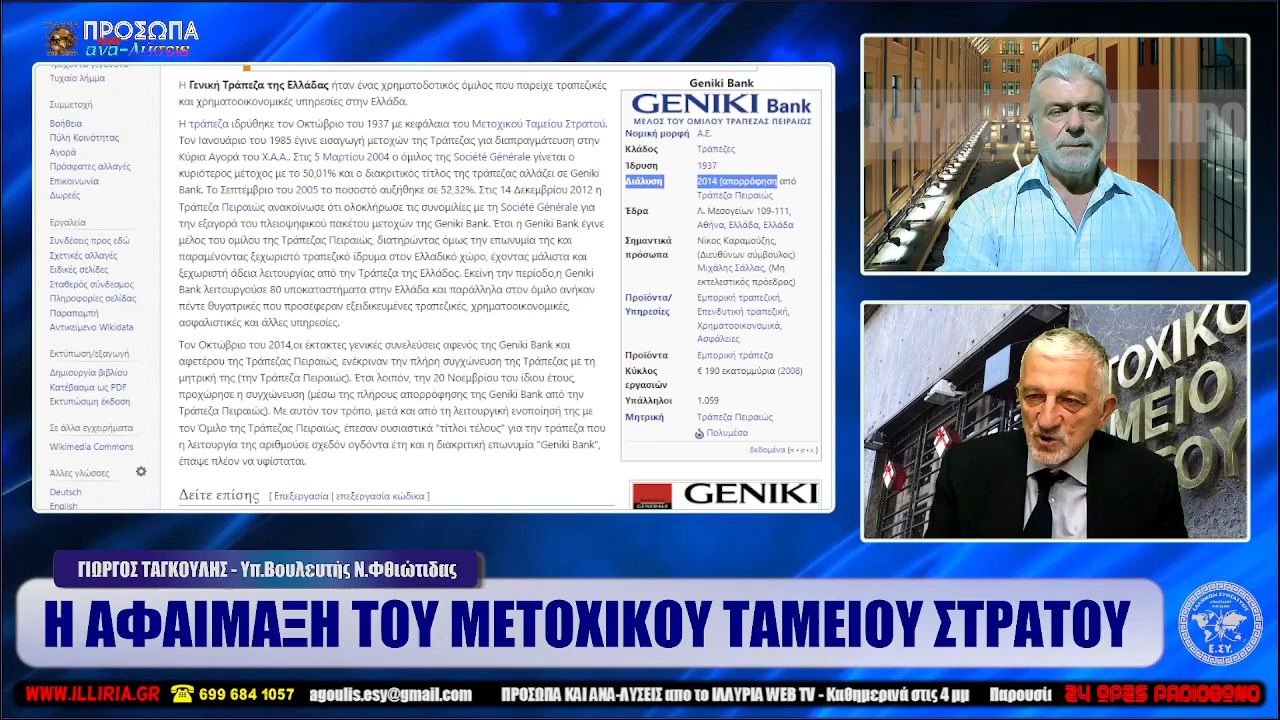 ΠΡΟΣΩΠΑ
και
ανα-λύσεις
Τυχαίο λήμμα
Συμμετοχή
Βοήθεια
Πύλη Κοινότητας
Αγορά
Πρόσφατες αλλαγές
Επικοινωνία
Δωρεές
Εργαλεία
Συνδέσεις προς εδώ
Σχετικές αλλαγές
Ειδικές σελίδες
Σταθερός σύνδεσμος
Πληροφορίες σελίδας
Παραπομπή
Αντικείμενο Wikidata
Εκτύπωση/εξαγωγή
Δημιουργία βιβλίου
Κατέβασμα ως PDF
Εκτυπώσιμη έκδοση
Σε άλλα εγχειρήματα
Wikimedia Commons
Άλλες γλώσσες
Deutsch
English
Η Γενική Τράπεζα της Ελλάδας ήταν ένας χρηματοδοτικός όμιλος που παρείχε τραπεζικές
και χρηματοοικονομικές υπηρεσίες στην Ελλάδα.
Η τράπεζα ιδρύθηκε τον Οκτώβριο του 1937 με κεφάλαια του Μετοχικού Ταμείου Στρατού.
Τον Ιανουάριο του 1985 έγινε εισαγωγή μετοχών της Τράπεζας για διαπραγμάτευση στην
Κύρια Αγορά του Χ.Α.Α.. Στις 5 Μαρτίου 2004 ο όμιλος της Société Générale γίνεται ο
κυριότερος μέτοχος με το 50,01% και ο διακριτικός τίτλος της τράπεζας αλλάζει σε Geniki
Bank. Το Σεπτέμβριο του 2005 το ποσοστό αυξήθηκε σε 52,32%. Στις 14 Δεκεμβρίου 2012 η
Τράπεζα Πειραιώς ανακοίνωσε ότι ολοκλήρωσε τις συνομιλίες με τη Société Générale για
την εξαγορά του πλειοψηφικού πακέτου μετοχών της Geniki Bank. Έτσι η Geniki Bank έγινε
μέλος του ομίλου της Τράπεζας Πειραιώς, διατηρώντας όμως την επωνυμία της και
παραμένοντας ξεχωριστό τραπεζικό ίδρυμα στον Ελλαδικό χώρο, έχοντας μάλιστα και
ξεχωριστή άδεια λειτουργίας από την Τράπεζα της Ελλάδος. Εκείνη την περίοδο,η Geniki
Bank λειτουργούσε 80 υποκαταστήματα στην Ελλάδα και παράλληλα στον όμιλο ανήκαν
πέντε θυγατρικές που προσέφεραν εξειδικευμένες τραπεζικές, χρηματοοικονομικές,
ασφαλιστικές και άλλες υπηρεσίες.
Τον Οκτώβριο του 2014,οι έκτακτες γενικές συνελεύσεις αφενός της Geniki Bank και
αφετέρου της Τράπεζας Πειραιώς, ενέκριναν την πλήρη συγχώνευση της Τράπεζας με τη
μητρική της (την Τράπεζα Πειραιώς). Έτσι λοιπόν, την 20 Νοεμβρίου του ίδιου έτους,
προχώρησε η συγχώνευση (μέσω της πλήρους απορρόφησης της Geniki Bank από την
Τράπεζα Πειραιώς). Με αυτόν τον τρόπο, μετά και από τη λειτουργική ενοποίησή της με
τον Όμιλο της Τράπεζας Πειραιώς, έπεσαν ουσιαστικά "τίτλοι τέλους" για την τράπεζα που
η λειτουργία της αριθμούσε σχεδόν ογδόντα έτη και η διακριτική επωνυμία "Geniki Bank",
έπαψε πλέον να υφίσταται.
Δείτε επίσης [ Επεξεργασία | επεξεργασία κώδικα ]
Geniki Bank
GENIKI Bank
ΜΕΛΟΣ ΤΟΥ ΟΜΙΛΟΥ ΤΡΑΠΕΖΑΣ ΠΕΙΡΑΙΩΣ
Νομική μορφή Α.Ε.
Κλάδος Τράπεζες
Ίδρυση 1937
Διάλυση 2014 (απορρόφηση από
Τράπεζα Πειραιώς
Έδρα Λ. Μεσογείων 109-111,
Αθήνα, Ελλάδα, Ελλάδα
Σημαντικά Νίκος Καραμούζης,
πρόσωπα (Διευθύνων σύμβουλος)
Μιχάλης Σάλλας, (Μη
εκτελεστικός πρόεδρος)
Προϊόντα/ Εμπορική τραπεζική,
Υπηρεσίες Επενδυτική τραπεζική,
Χρηματοοικονομικά,
Ασφάλειες
Προϊόντα Εμπορική τράπεζα
Κύκλος € 190 εκατομμύρια (2008)
εργασιών
Υπάλληλοι 1.059
Μητρική Τράπεζα Πειραιώς
Πολυμέσα
δεδομένα (π • σ • ε )
GENIKI
ΤΟΧΙΚΟ
ΜΕΙΟ
ΤΟΥ
ΓΙΩΡΓΟΣ ΤΑΓΚΟΥΛΗΣ - Υπ.Βουλευτής Ν.Φθιώτιδας
Η ΑΦΑΙΜΑΞΗ ΤΟΥ ΜΕΤΟΧΙΚΟΥ ΤΑΜΕΙΟΥ ΣΤΡΑΤΟΥ
Ε.ΣΥ.
WWW.ILLIRIA.GR ☎ 699 684 1057 agoulis.esy@gmail.com ΠΡΟΣΩΠΑ ΚΑΙ ΑΝΑ-ΛΥΣΕΙΣ απο το ΙΛΛΥΡΙΑ WEB TV - Καθημερινά στις 4 μμ Παρουσι 24 ΩΡΕΣ ΡΑΔΙΟΦΩΝΟ